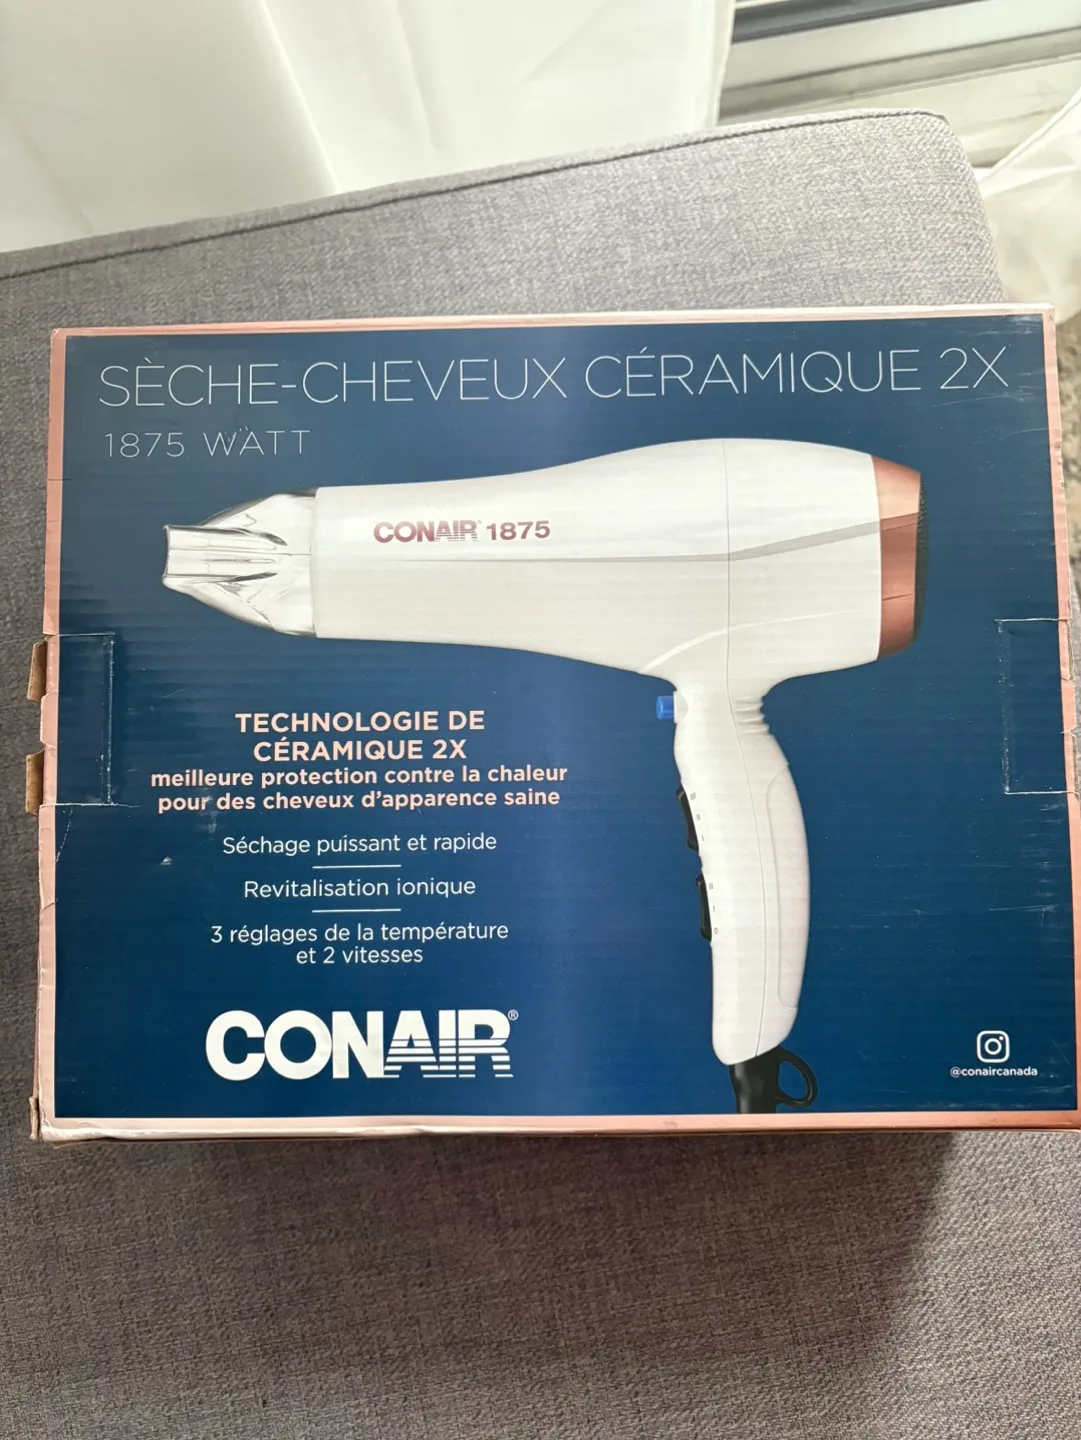 SÈCHE-CHEVEUX CÉRAMIQUE 2X
1875 WATT
CONAIR® 1875
TECHNOLOGIE DE
CÉRAMIQUE 2X
meilleure protection contre la chaleur
pour des cheveux d'apparence saine
Séchage puissant et rapide
Revitalisation ionique
3 réglages de la température
et 2 vitesses
CONAIR®
@conaircanada